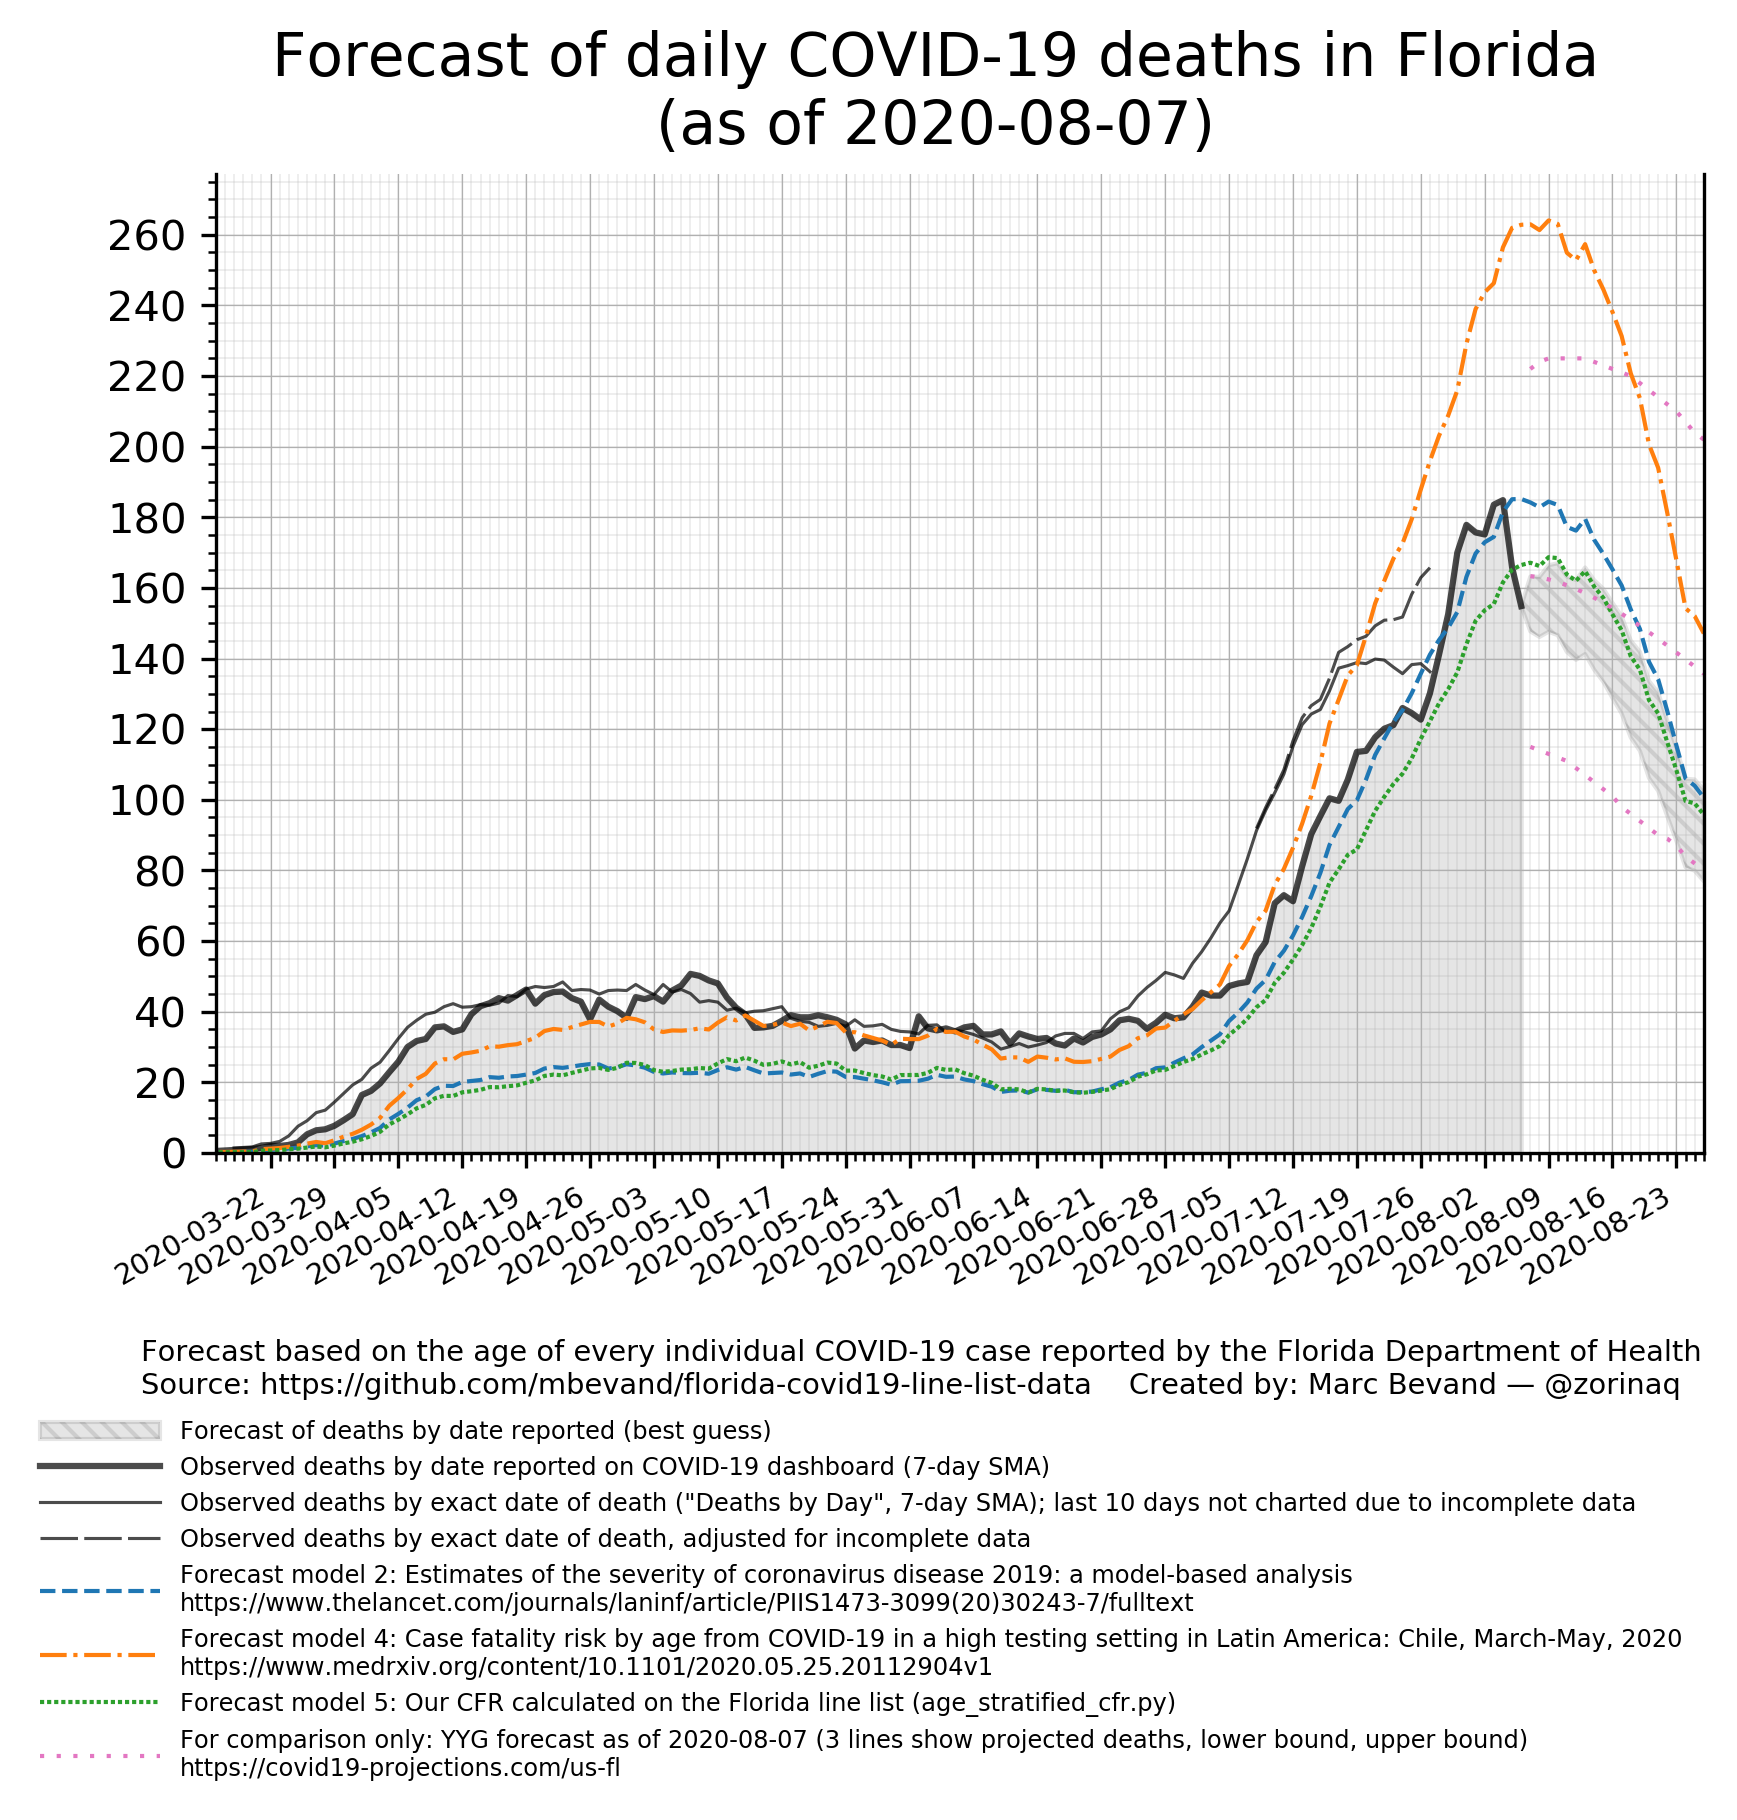 Forecast of daily COVID-19 deaths in Florida
(as of 2020-08-07)
260
240
220
200
180
160
140
120
100
80
60
40
20
0
2020-03-22
2020-03-29
2020-04-05
2020-04-12
2020-04-19
2020-04-26
2020-05-03
2020-05-10
2020-05-17
2020-05-24
2020-05-31
2020-06-07
2020-06-14
2020-06-21
2020-06-28
2020-07-05
2020-07-12
2020-07-19
2020-07-26
2020-08-02
2020-08-09
2020-08-16
2020-08-23
Forecast based on the age of every individual COVID-19 case reported by the Florida Department of Health
Source: https://github.com/mbevand/florida-covid19-line-list-data Created by: Marc Bevand — @zorinaq
Forecast of deaths by date reported (best guess)
Observed deaths by date reported on COVID-19 dashboard (7-day SMA)
Observed deaths by exact date of death ("Deaths by Day", 7-day SMA); last 10 days not charted due to incomplete data
Observed deaths by exact date of death, adjusted for incomplete data
Forecast model 2: Estimates of the severity of coronavirus disease 2019: a model-based analysis
https://www.thelancet.com/journals/laninf/article/PIIS1473-3099(20)30243-7/fulltext
Forecast model 4: Case fatality risk by age from COVID-19 in a high testing setting in Latin America: Chile, March-May, 2020
https://www.medrxiv.org/content/10.1101/2020.05.25.20112904v1
Forecast model 5: Our CFR calculated on the Florida line list (age_stratified_cfr.py)
For comparison only: YYG forecast as of 2020-08-07 (3 lines show projected deaths, lower bound, upper bound)
https://covid19-projections.com/us-fl